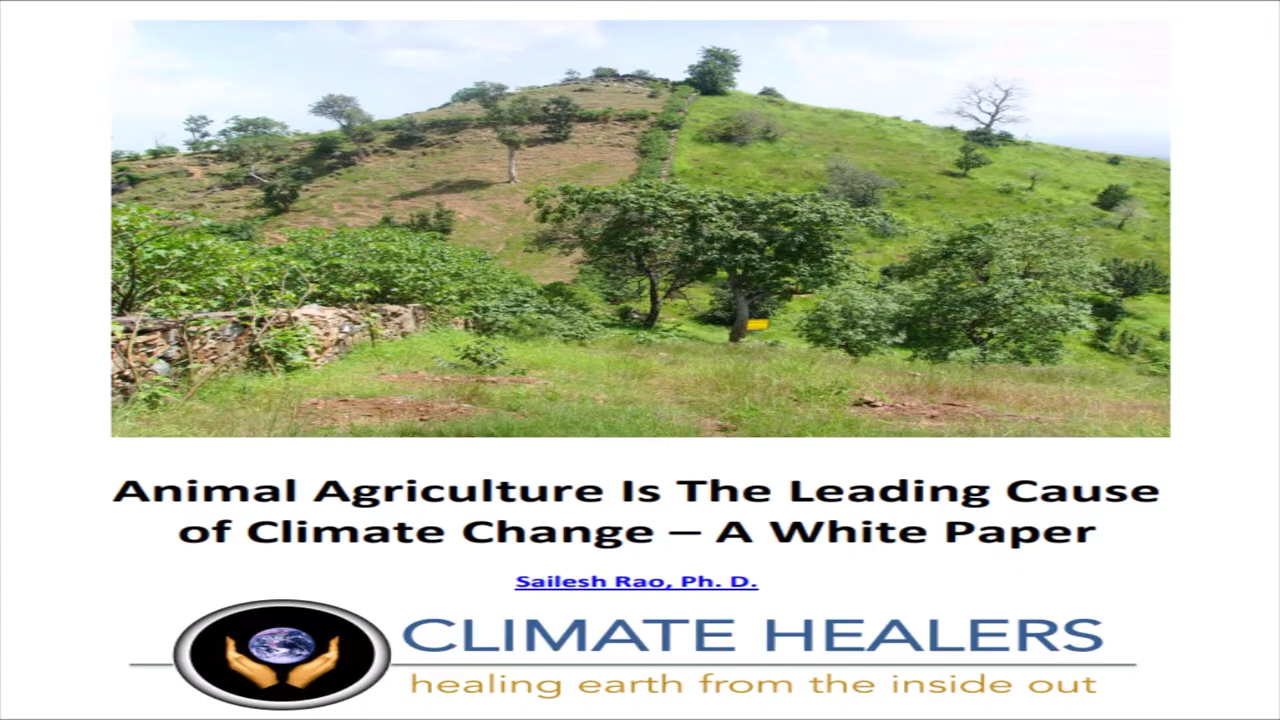 Animal Agriculture Is The Leading Cause
of Climate Change – A White Paper
Sailesh Rao, Ph. D.
CLIMATE HEALERS
healing earth from the inside out